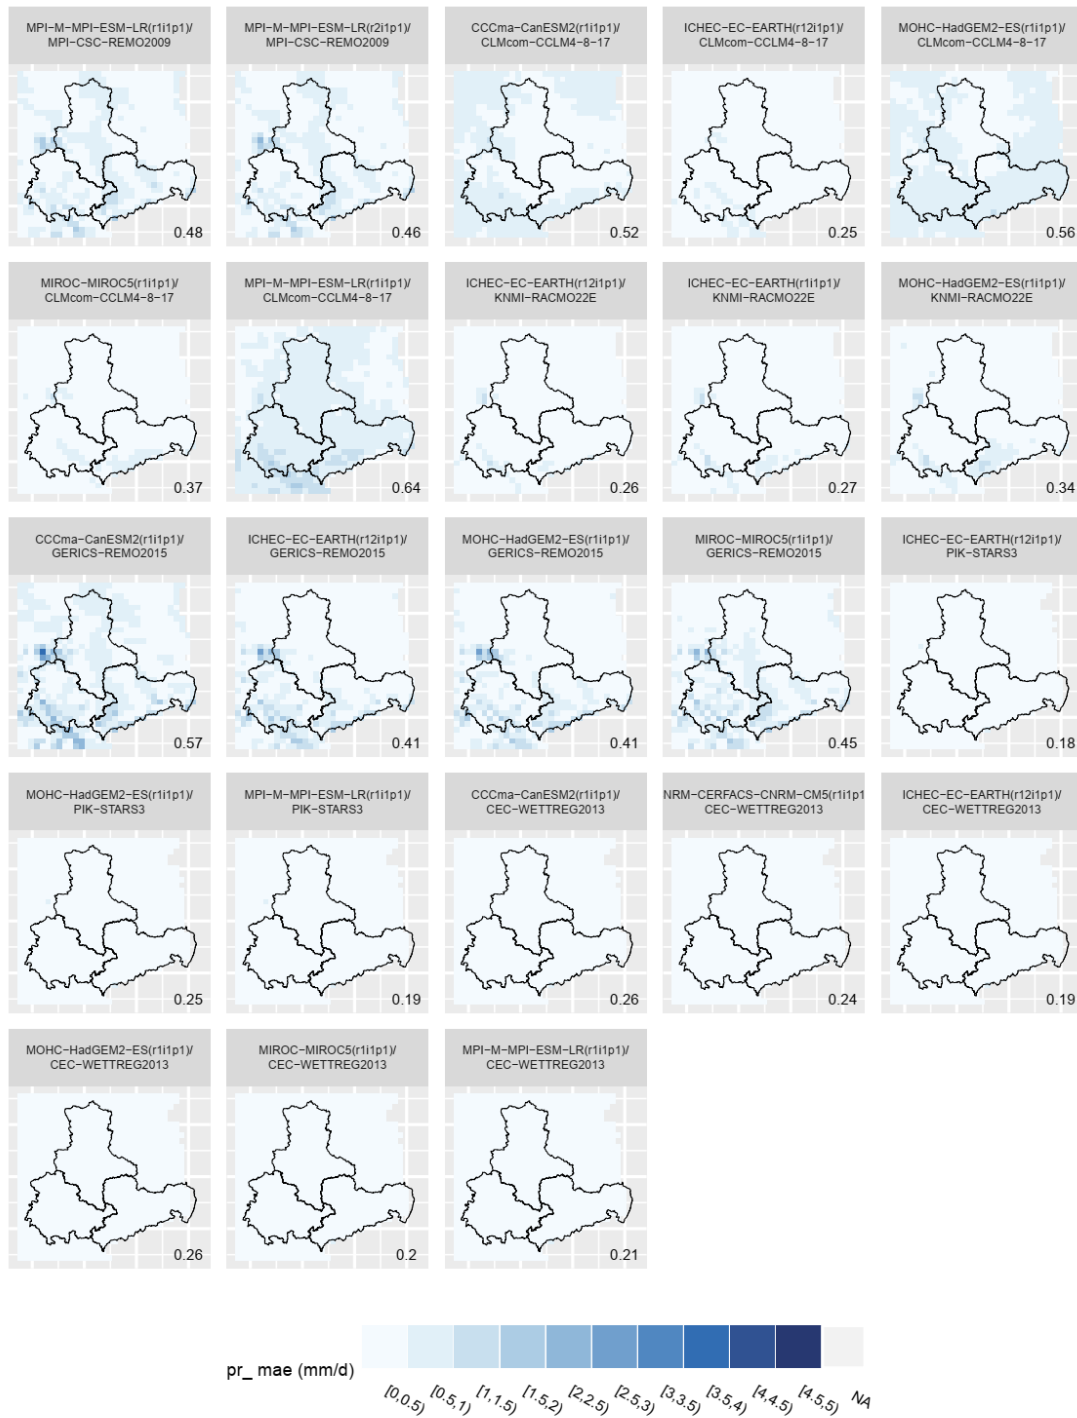 MPI−M−MPI−ESM−LR(r1i1p1)/
MPI−CSC−REMO2009
MPI−M−MPI−ESM−LR(r2i1p1)/
MPI−CSC−REMO2009
CCCma−CanESM2(r1i1p1)/
CLMcom−CCLM4−8−17
ICHEC−EC−EARTH(r12i1p1)/
CLMcom−CCLM4−8−17
MOHC−HadGEM2−ES(r1i1p1)/
CLMcom−CCLM4−8−17
0.48
0.46
0.52
0.25
0.56
MIROC−MIROC5(r1i1p1)/
CLMcom−CCLM4−8−17
MPI−M−MPI−ESM−LR(r1i1p1)/
CLMcom−CCLM4−8−17
ICHEC−EC−EARTH(r12i1p1)/
KNMI−RACMO22E
ICHEC−EC−EARTH(r1i1p1)/
KNMI−RACMO22E
MOHC−HadGEM2−ES(r1i1p1)/
KNMI−RACMO22E
0.37
0.64
0.26
0.27
0.34
CCCma−CanESM2(r1i1p1)/
GERICS−REMO2015
ICHEC−EC−EARTH(r12i1p1)/
GERICS−REMO2015
MOHC−HadGEM2−ES(r1i1p1)/
GERICS−REMO2015
MIROC−MIROC5(r1i1p1)/
GERICS−REMO2015
ICHEC−EC−EARTH(r12i1p1)/
PIK−STARS3
0.57
0.41
0.41
0.45
0.18
MOHC−HadGEM2−ES(r1i1p1)/
PIK−STARS3
MPI−M−MPI−ESM−LR(r1i1p1)/
PIK−STARS3
CCCma−CanESM2(r1i1p1)/
CEC−WETTREG2013
NRM−CERFACS−CNRM−CM5(r1i1p1
CEC−WETTREG2013
ICHEC−EC−EARTH(r12i1p1)/
CEC−WETTREG2013
0.25
0.19
0.26
0.24
0.19
MOHC−HadGEM2−ES(r1i1p1)/
CEC−WETTREG2013
MIROC−MIROC5(r1i1p1)/
CEC−WETTREG2013
MPI−M−MPI−ESM−LR(r1i1p1)/
CEC−WETTREG2013
0.26
0.2
0.21
pr_ mae (mm/d)
[0,0.5)
[0.5,1)
[1,1.5)
[1.5,2)
[2,2.5)
[2.5,3)
[3,3.5)
[3.5,4)
[4,4.5)
[4.5,5)
NA